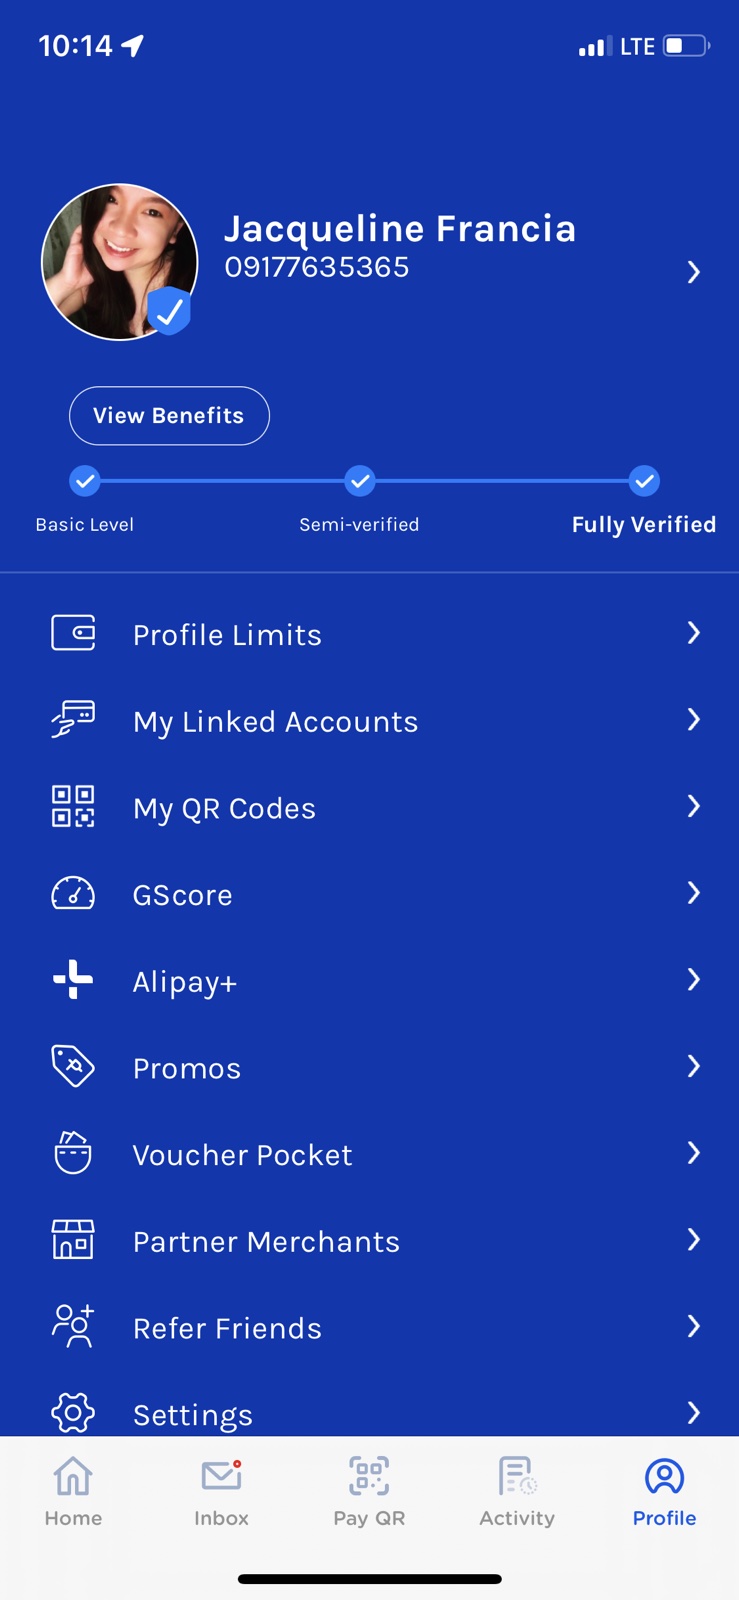 10:14
LTE
Jacqueline Francia
09177635365
View Benefits
Basic Level
Semi-verified
Fully Verified
Profile Limits
My Linked Accounts
My QR Codes
GScore
Alipay+
Promos
Voucher Pocket
Partner Merchants
Refer Friends
Settings
Home
Inbox
Pay QR
Activity
Profile